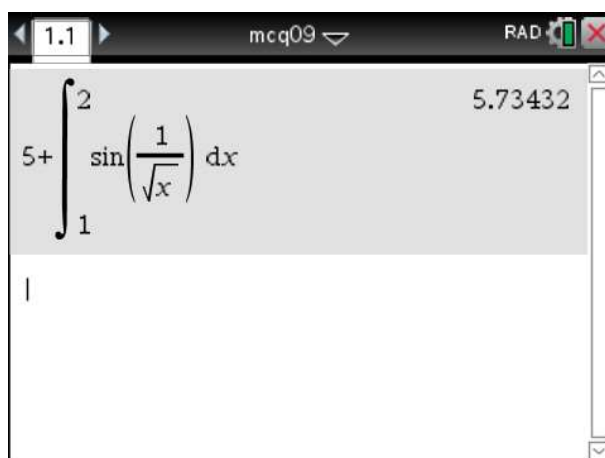 1.1 mcq09 RAD
5+∫₁² sin(1/√x) dx 5.73432